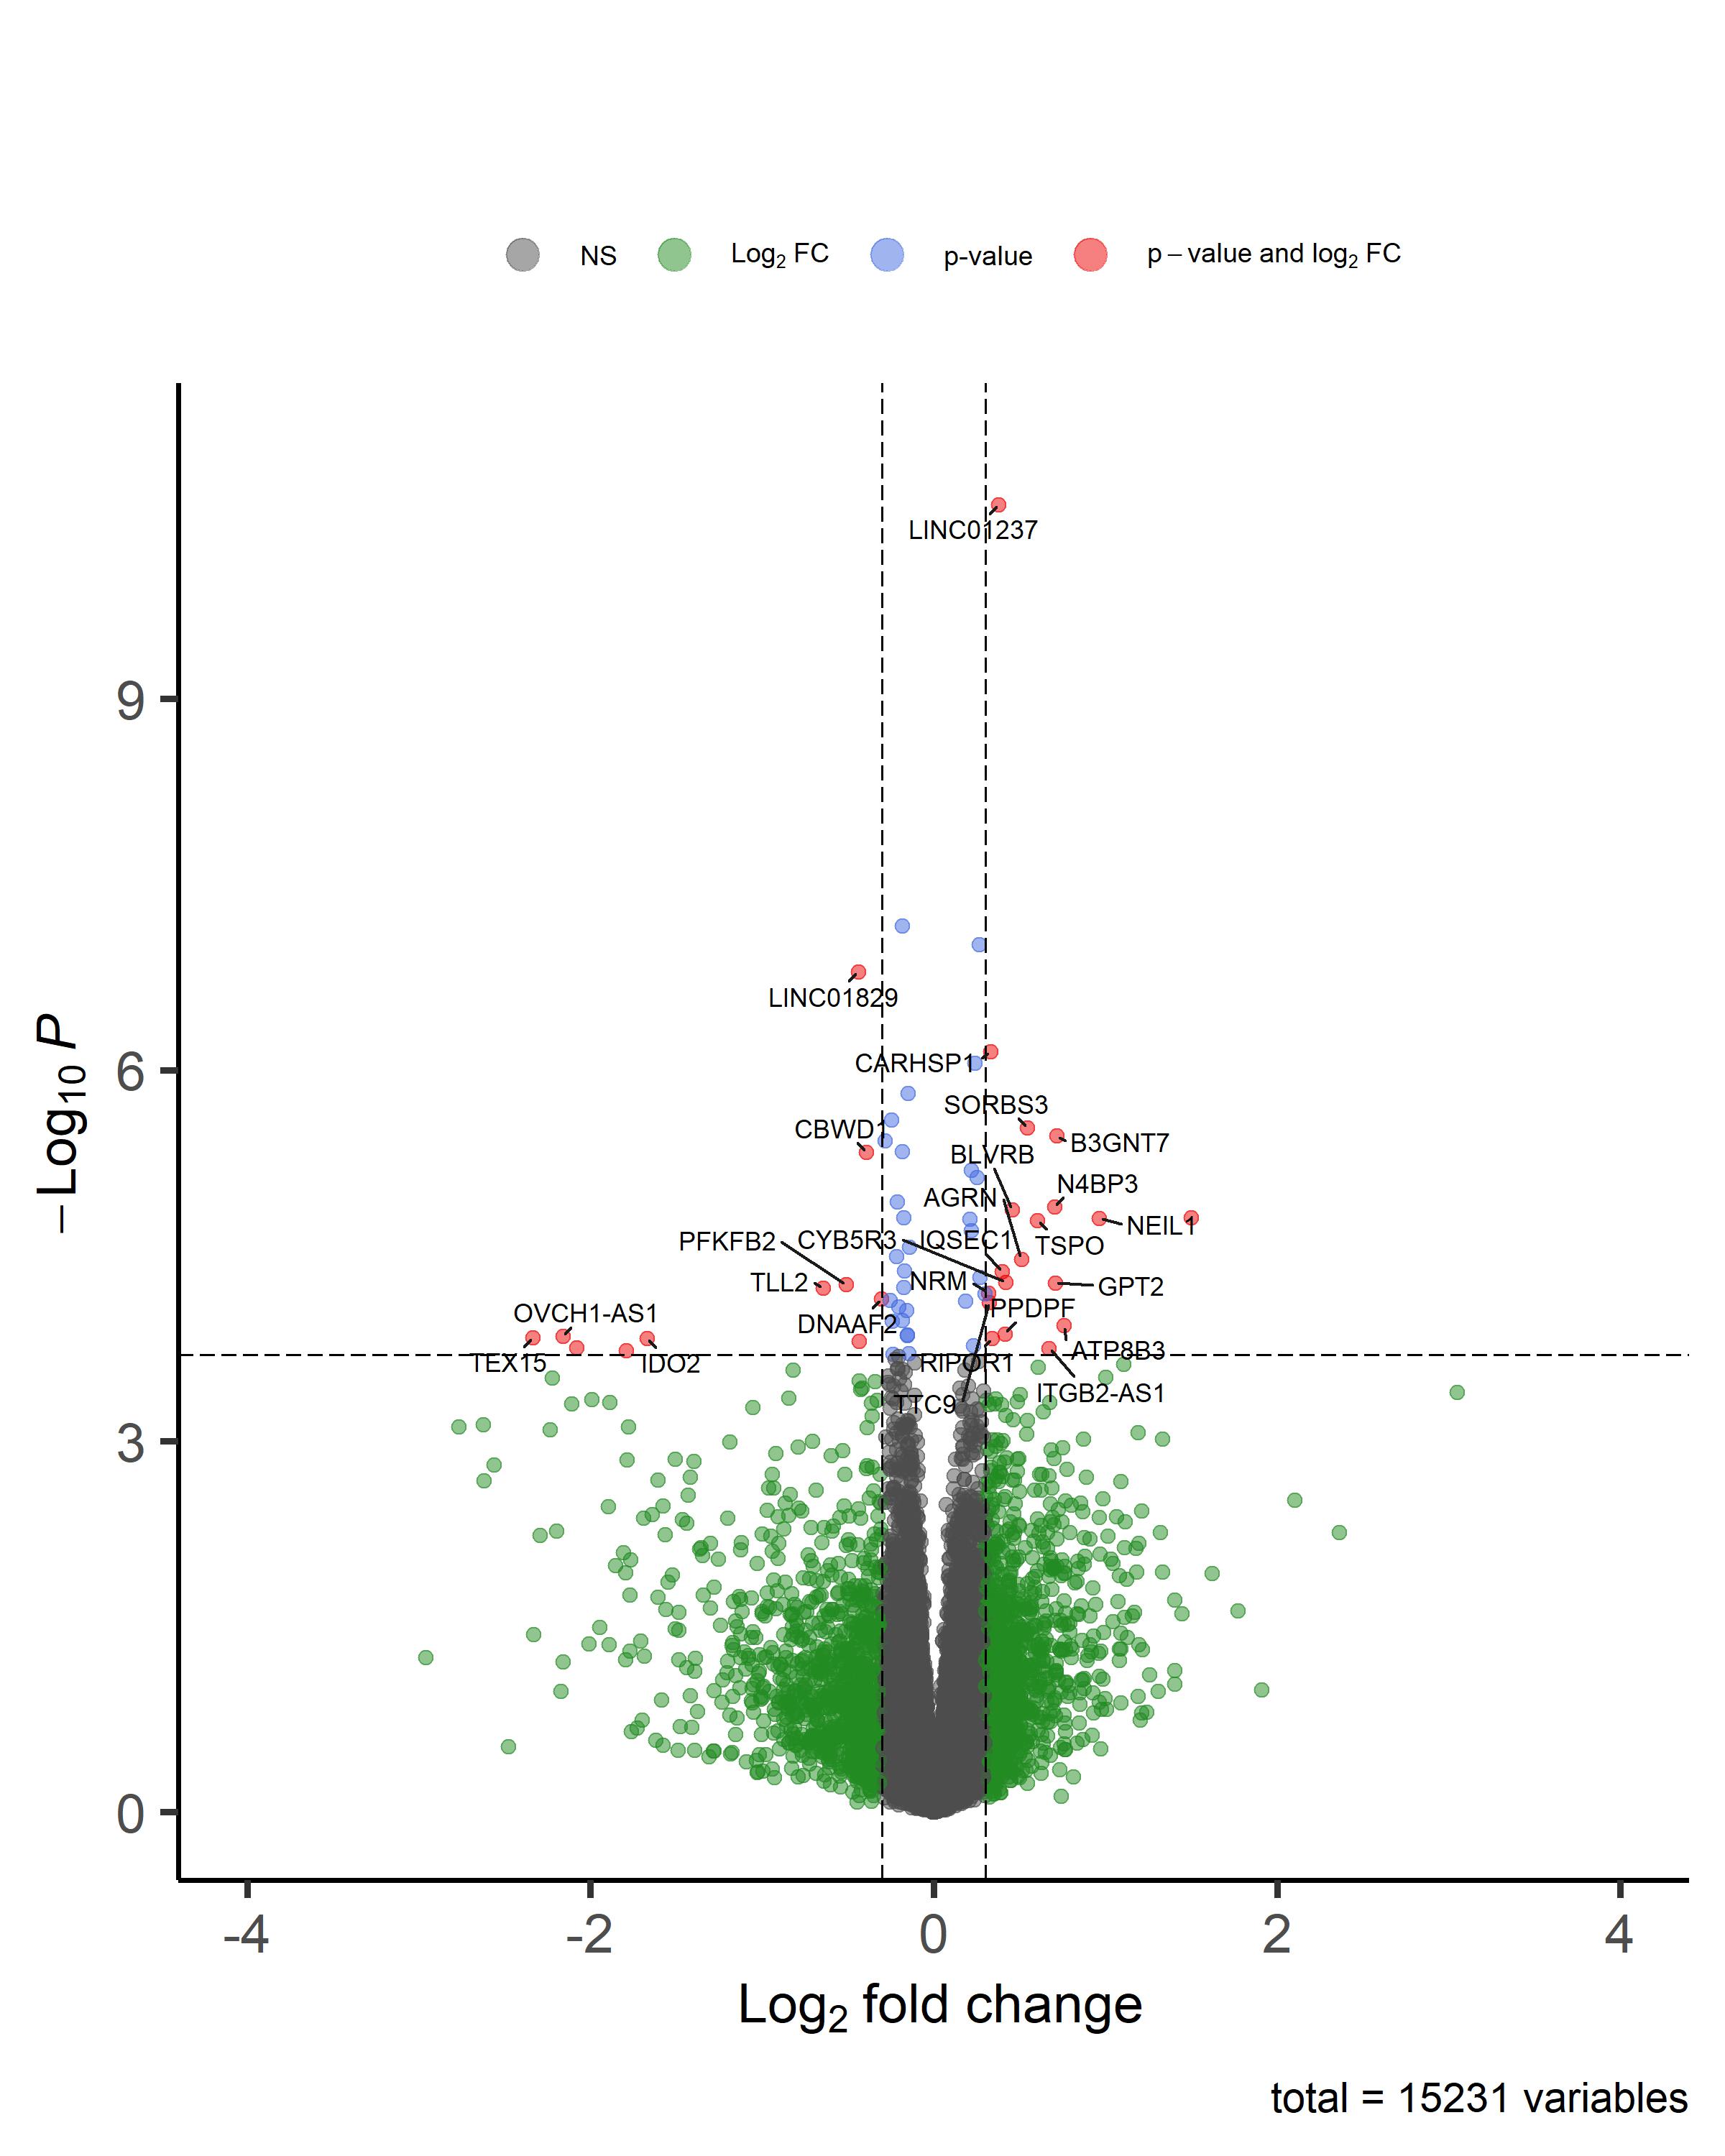 NS
Log2 FC
p-value
p – value and log2 FC
LINC01237
9
LINC01829
CARHSP1
6
SORBS3
CBWD1
B3GNT7
BLVRB
N4BP3
AGRN
NEIL1
PFKFB2
CYB5R3
IQSEC1
TSPO
TLL2
NRM
GPT2
OVCH1-AS1
PPDPF
DNAAF2
ATP8B3
TEX15
IDO2
RIPOR1
ITGB2-AS1
TTC9
3
0
–Log10 P
-4
-2
0
2
4
Log2 fold change
total = 15231 variables